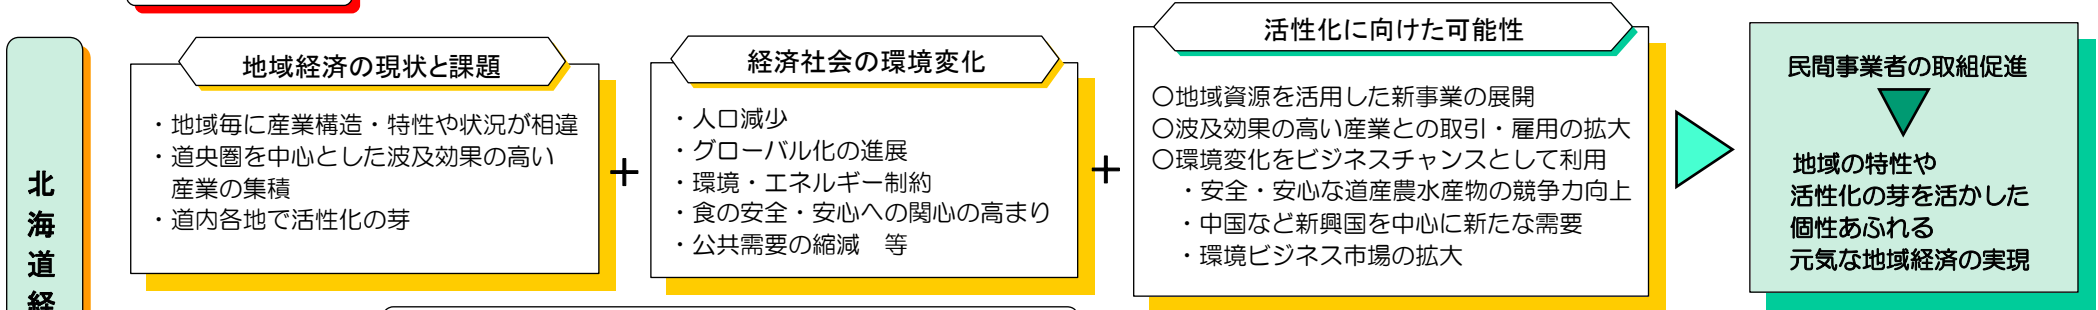 北
海
道
経
地域経済の現状と課題
・地域毎に産業構造・特性や状況が相違
・道央圏を中心とした波及効果の高い
産業の集積
・道内各地で活性化の芽
+
経済社会の環境変化
・人口減少
・グローバル化の進展
・環境・エネルギー制約
・食の安全・安心への関心の高まり
・公共需要の縮減　等
+
活性化に向けた可能性
○地域資源を活用した新事業の展開
○波及効果の高い産業との取引・雇用の拡大
○環境変化をビジネスチャンスとして利用
・安全・安心な道産農水産物の競争力向上
・中国など新興国を中心に新たな需要
・環境ビジネス市場の拡大
民間事業者の取組促進
地域の特性や
活性化の芽を活かした
個性あふれる
元気な地域経済の実現